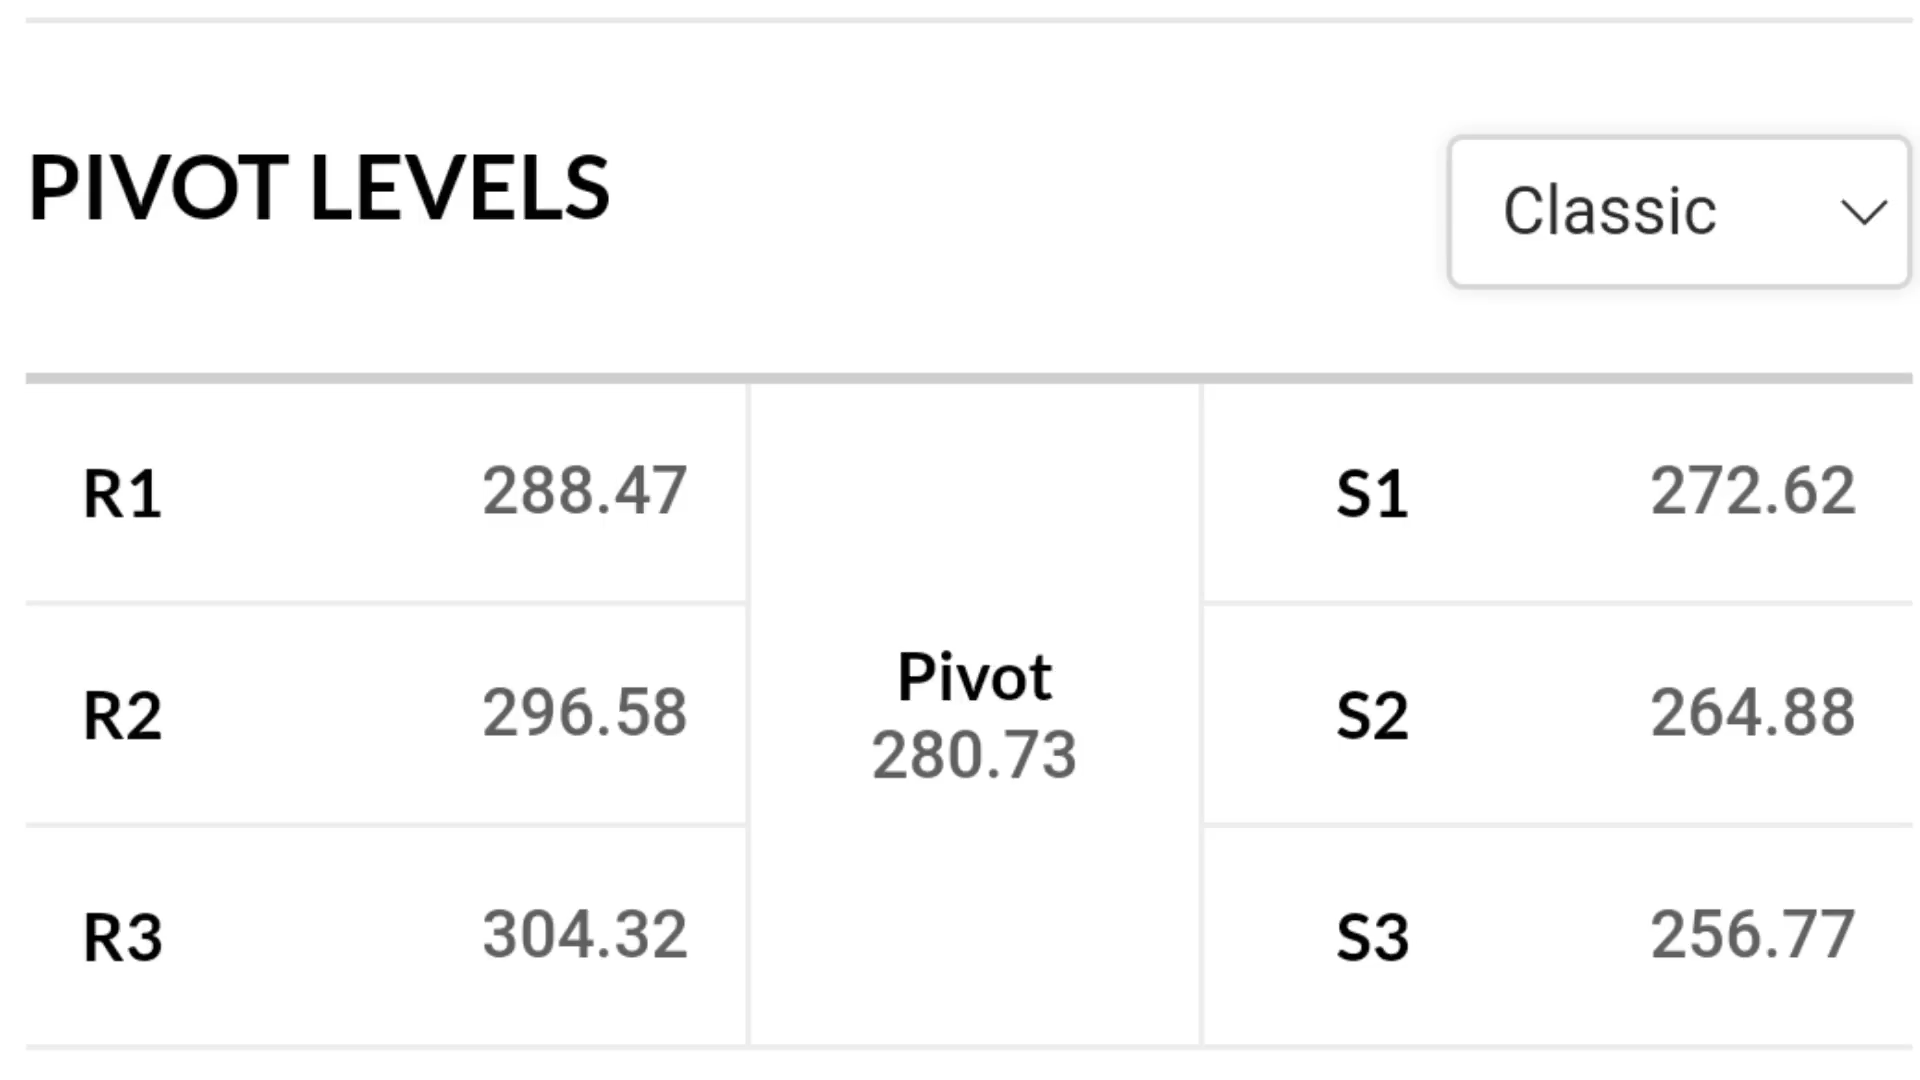 PIVOT LEVELS
Classic
R1 288.47
S1 272.62
R2 296.58
Pivot
280.73
S2 264.88
R3 304.32
S3 256.77